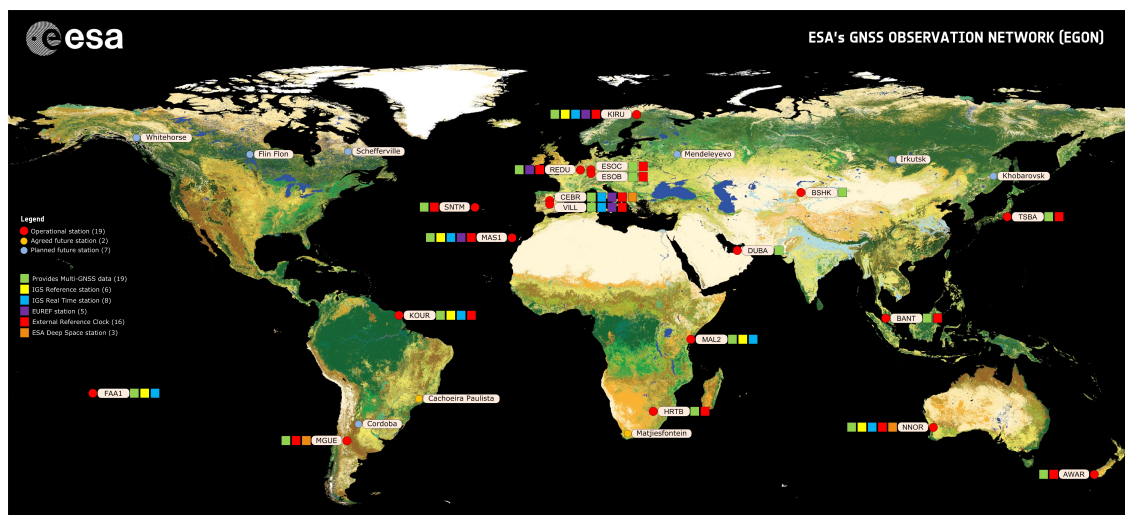 esa
ESA's GNSS OBSERVATION NETWORK (EGON)
KIRU
Whitehorse
Flin Flon
Schefferville
REDU
ESOC
ESOB
Mendeleyevo
Irkutsk
Khobarovsk
CEBR
VILL
BSHK
SNTM
TSBA
MAS1
DUBA
Legend
Operational station (19)
Agreed future station (2)
Planned future station (7)
Provides Multi-GNSS data (19)
IGS Reference station (6)
IGS Real Time station (8)
EUREF station (5)
External Reference Clock (16)
ESA Deep Space station (3)
KOUR
BANT
MAL2
FAA1
Cachoeira Paulista
HRTB
Cordoba
Matjiesfontein
NNOR
MGUE
AWAR